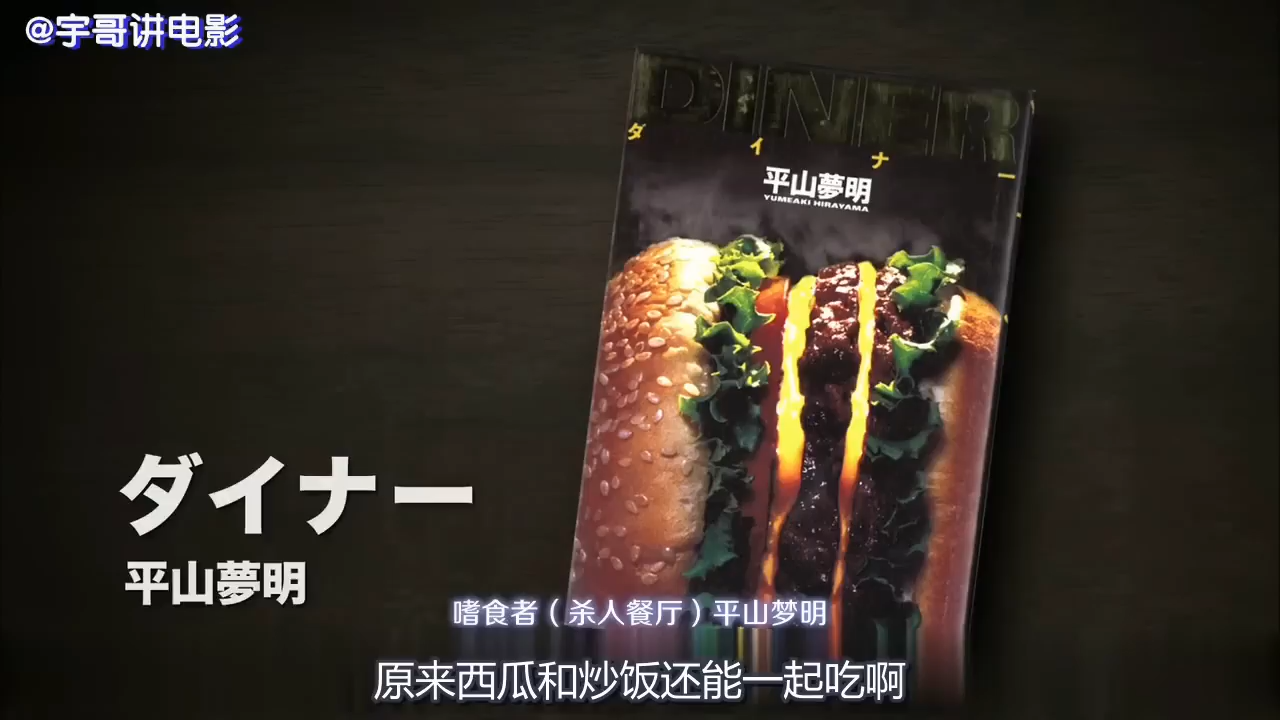 @宇哥讲电影
DINER
ダイナー
平山夢明
YUMEAKI HIRAYAMA
ダイナー
平山夢明
嗜食者（杀人餐厅）平山梦明
原来西瓜和炒饭还能一起吃啊